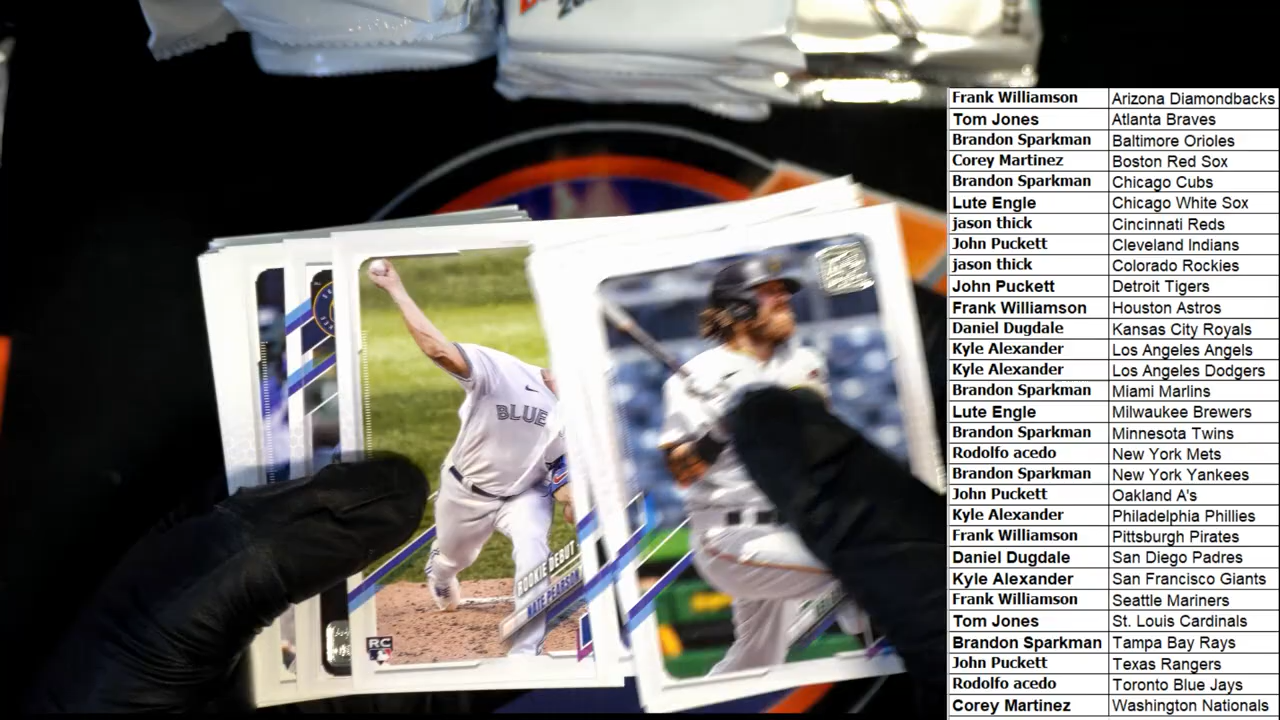 Frank Williamson Arizona Diamondbacks
Tom Jones Atlanta Braves
Brandon Sparkman Baltimore Orioles
Corey Martinez Boston Red Sox
Brandon Sparkman Chicago Cubs
Lute Engle Chicago White Sox
jason thick Cincinnati Reds
John Puckett Cleveland Indians
jason thick Colorado Rockies
John Puckett Detroit Tigers
Frank Williamson Houston Astros
Daniel Dugdale Kansas City Royals
Kyle Alexander Los Angeles Angels
Kyle Alexander Los Angeles Dodgers
Brandon Sparkman Miami Marlins
Lute Engle Milwaukee Brewers
Brandon Sparkman Minnesota Twins
Rodolfo acedo New York Mets
Brandon Sparkman New York Yankees
John Puckett Oakland A's
Kyle Alexander Philadelphia Phillies
Frank Williamson Pittsburgh Pirates
Daniel Dugdale San Diego Padres
Kyle Alexander San Francisco Giants
Frank Williamson Seattle Mariners
Tom Jones St. Louis Cardinals
Brandon Sparkman Tampa Bay Rays
John Puckett Texas Rangers
Rodolfo acedo Toronto Blue Jays
Corey Martinez Washington Nationals
BLUE
ROOKIE DEBUT
NATE PEARSON
RC